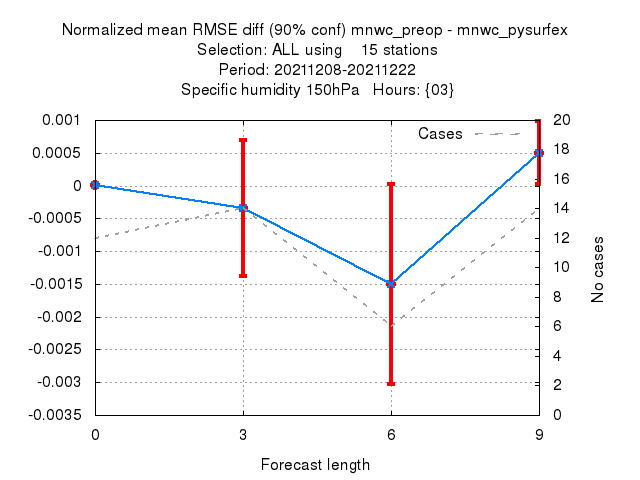 Normalized mean RMSE diff (90% conf) mnwc_preop - mnwc_pysurfex
Selection: ALL using    15 stations
Period: 20211208-20211222
Specific humidity 150hPa   Hours: {03}
Cases
0.001
0.0005
0
-0.0005
-0.001
-0.0015
-0.002
-0.0025
-0.003
-0.0035
20
18
16
14
12
10
8
6
4
2
0
No cases
0 3 6 9
Forecast length